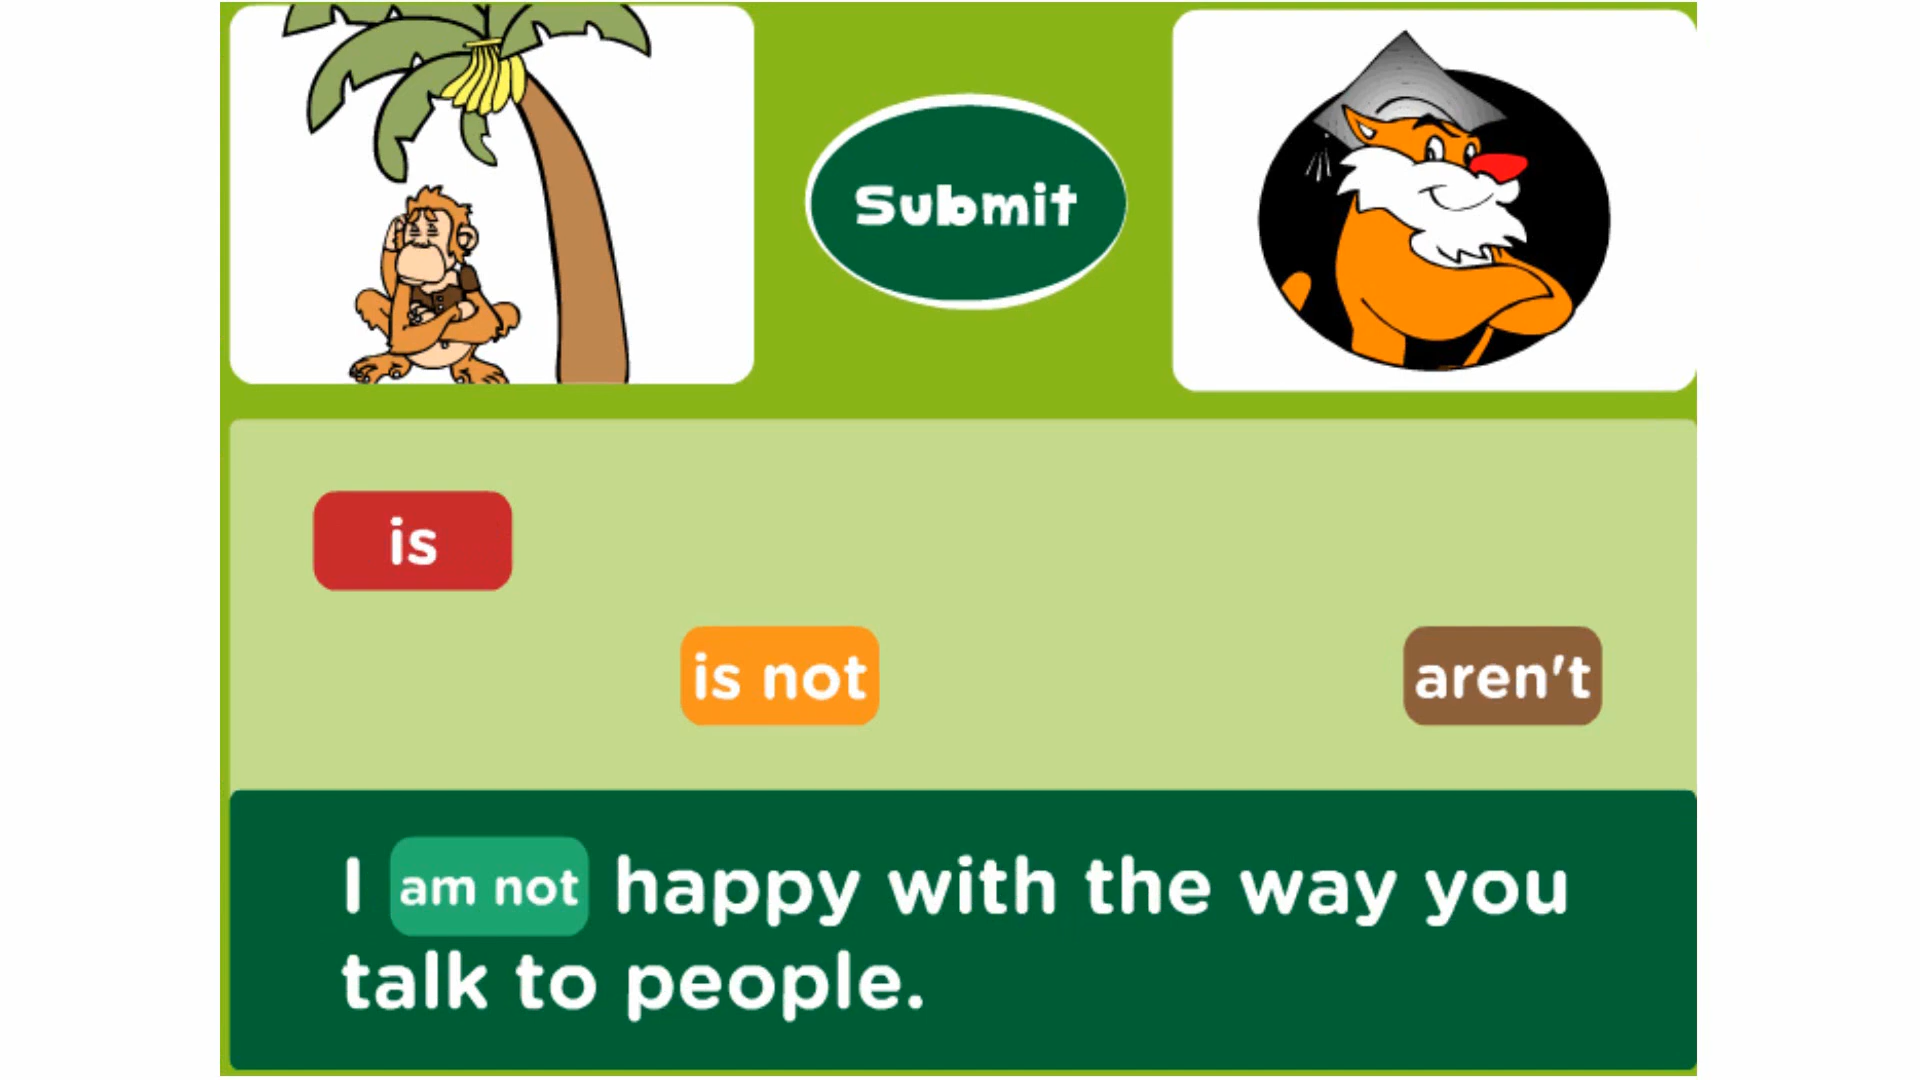 Submit
is
is not
aren't
I am not happy with the way you
talk to people.